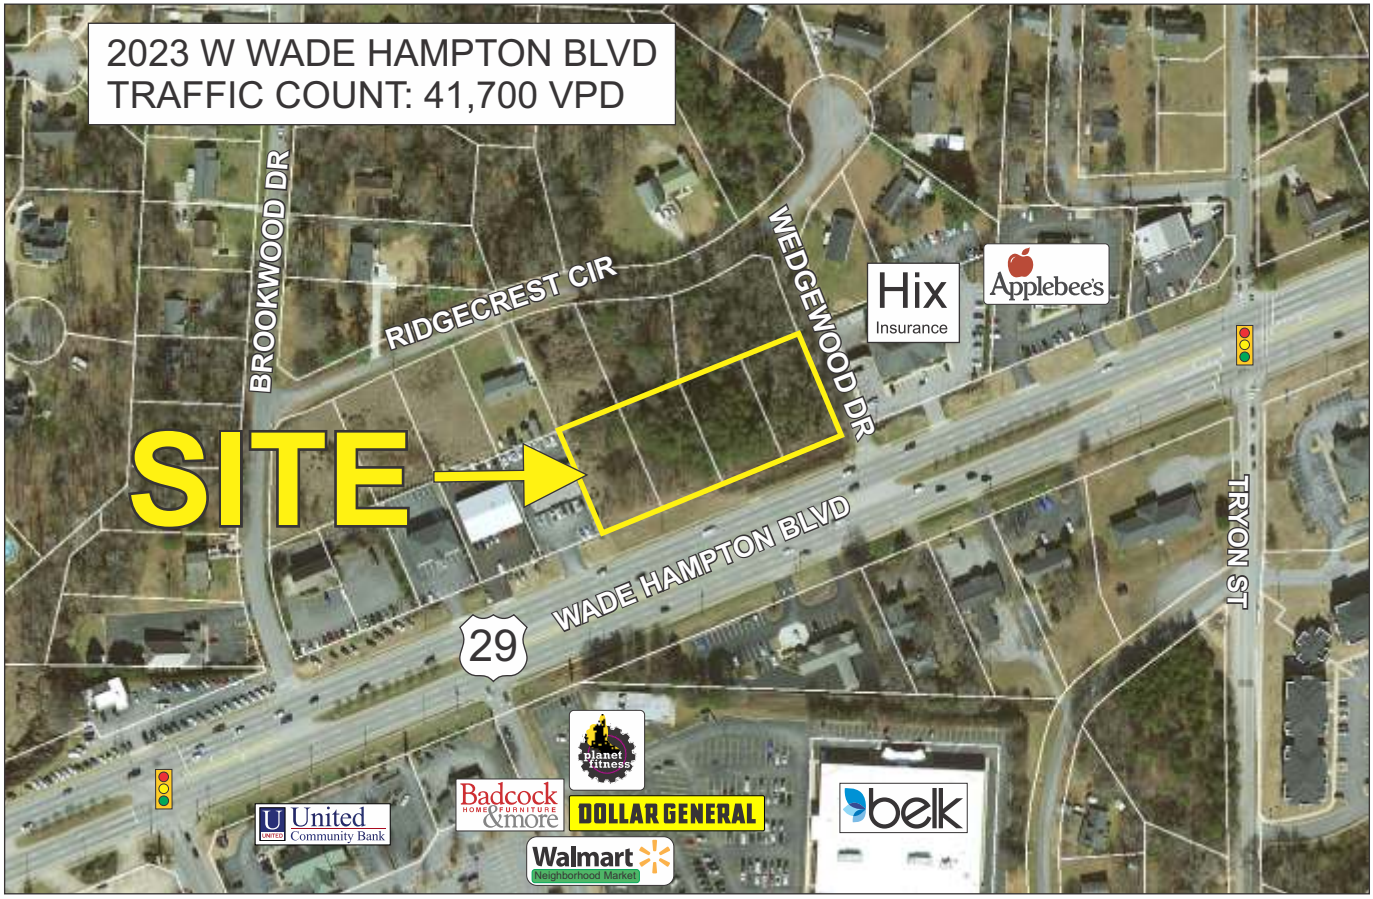 2023 W WADE HAMPTON BLVD
TRAFFIC COUNT: 41,700 VPD
BROOKWOOD DR
RIDGECREST CIR
WEDGEWOOD DR
Hix
Insurance
Applebee's
SITE
WADE HAMPTON BLVD
TRYON ST
29
planet
fitness
Badcock
HOME FURNITURE
&more
DOLLAR GENERAL
belk
U United
UNITED Community Bank
Walmart
Neighborhood Market